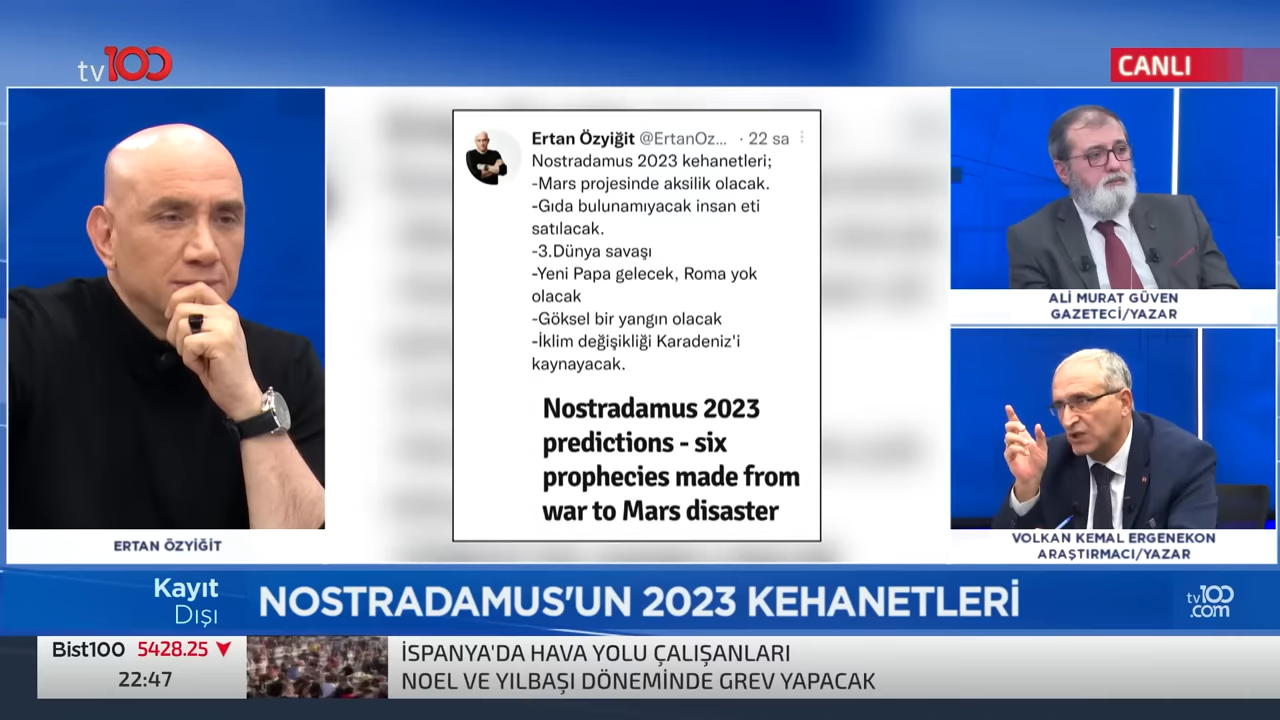 tv100
CANLI
Ertan Özyiğit @ErtanOz... · 22 sa
Nostradamus 2023 kehanetleri;
-Mars projesinde aksilik olacak.
-Gıda bulunamıyacak insan eti
satılacak.
-3.Dünya savaşı
-Yeni Papa gelecek, Roma yok
olacak
-Göksel bir yangın olacak
-İklim değişikliği Karadeniz'i
kaynayacak.
Nostradamus 2023
predictions - six
prophecies made from
war to Mars disaster
ERTAN ÖZYİĞİT
ALİ MURAT GÜVEN
GAZETECİ/YAZAR
VOLKAN KEMAL ERGENEKON
ARAŞTIRMACI/YAZAR
Kayıt
Dışı
NOSTRADAMUS'UN 2023 KEHANETLERİ
tv100
.com
Bist100 5428.25
22:47
İSPANYA'DA HAVA YOLU ÇALIŞANLARI
NOEL VE YILBAŞI DÖNEMİNDE GREV YAPACAK